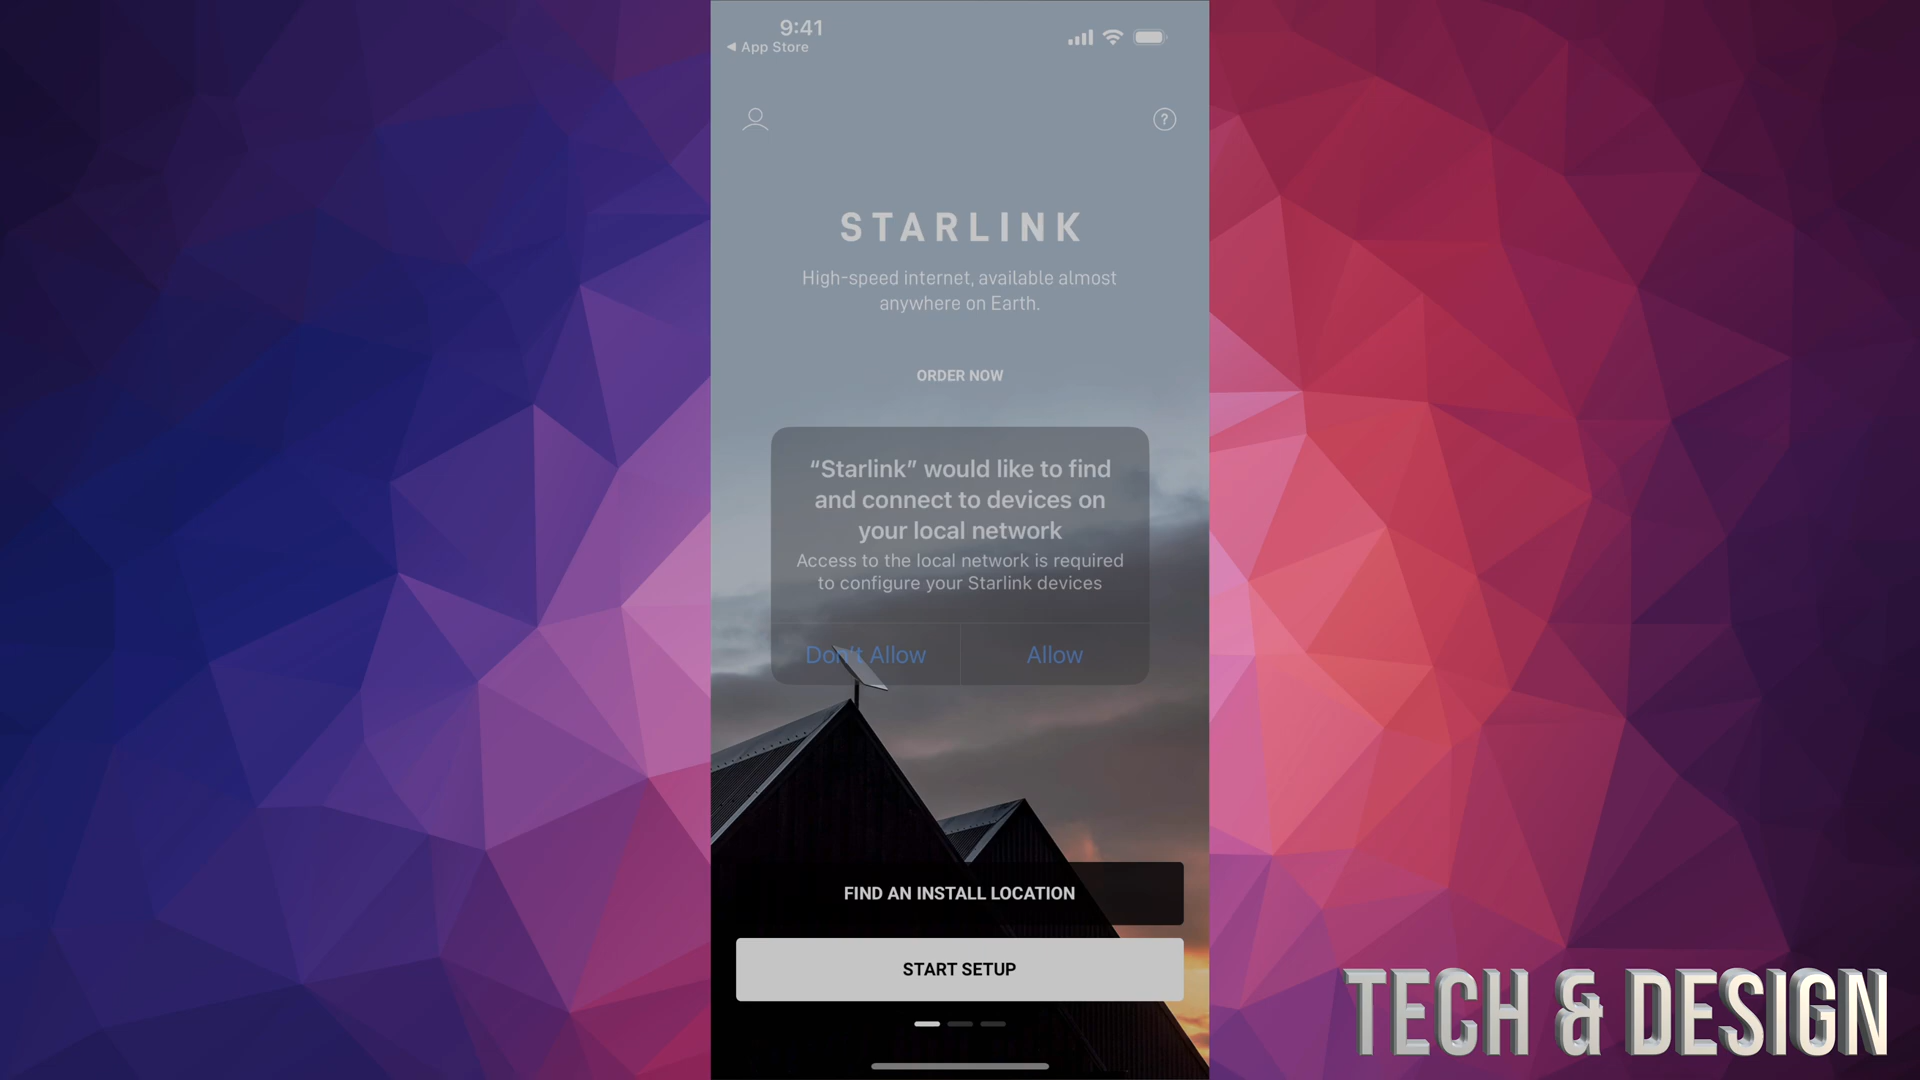 9:41
◀ App Store
?
STARLINK
High-speed internet, available almost
anywhere on Earth.
ORDER NOW
“Starlink” would like to find
and connect to devices on
your local network
Access to the local network is required
to configure your Starlink devices
Don't Allow
Allow
FIND AN INSTALL LOCATION
START SETUP
TECH & DESIGN